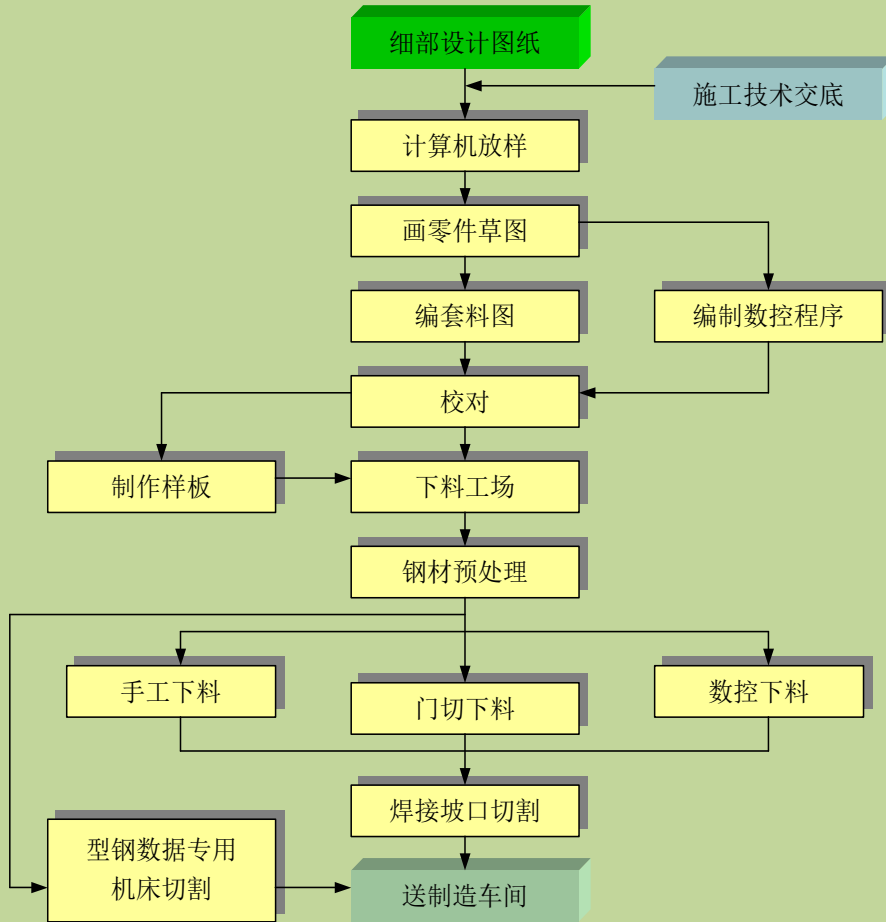 细部设计图纸
施工技术交底
计算机放样
画零件草图
编套料图
编制数控程序
校对
制作样板
下料工场
钢材预处理
手工下料
门切下料
数控下料
焊接坡口切割
型钢数据专用
机床切割
送制造车间